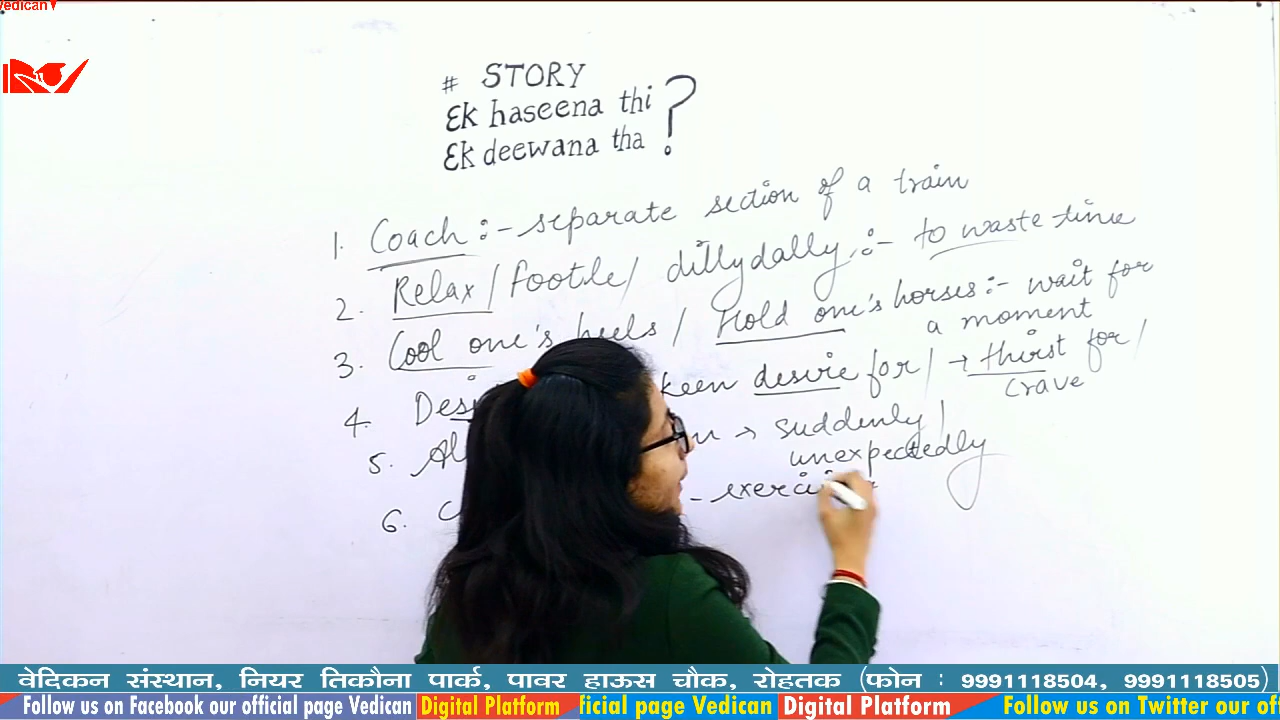 Vedican
# STORY
Ek haseena thi
Ek deewana tha ?
1. Coach :- separate section of a train
2. Relax / footle / dillydally :- to waste time
3. Cool one's heels / Hold one's horses :- wait for
a moment
4. keen desire for / → thirst for /
crave
5. → suddenly /
unexpectedly
6. -
वेदिकन संस्थान, नियर तिकौना पार्क, पावर हाऊस चौक, रोहतक (फोन : 9991118504, 9991118505)
Follow us on Facebook our official page Vedican Digital Platform ficial page Vedican Digital Platform Follow us on Twitter our of